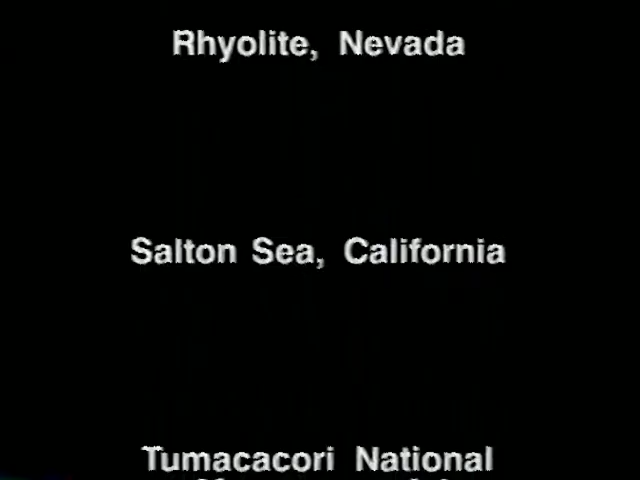 Rhyolite, Nevada
Salton Sea, California
Tumacacori National